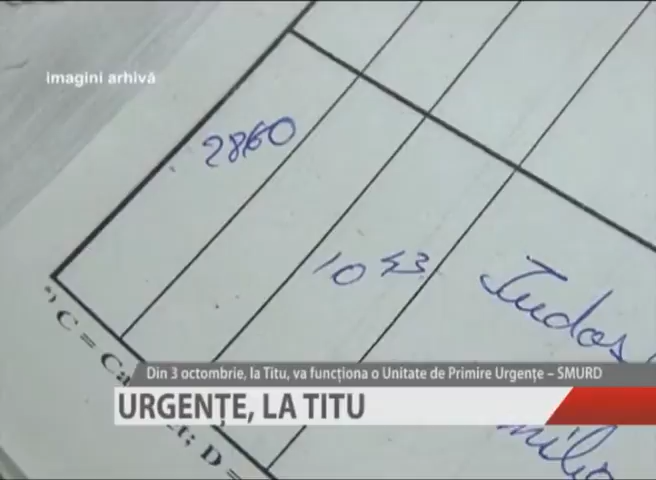 imagini arhivă
2860
10 43
Tudos
*) C = Ca
t; D =
Din 3 octombrie, la Titu, va funcționa o Unitate de Primire Urgențe – SMURD
URGENȚE, LA TITU